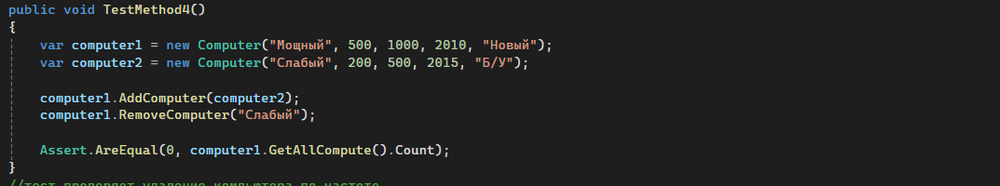 public void TestMethod4()
{
var computer1 = new Computer("Мощный", 500, 1000, 2010, "Новый");
var computer2 = new Computer("Слабый", 200, 500, 2015, "Б/У");
computer1.AddComputer(computer2);
computer1.RemoveComputer("Слабый");
Assert.AreEqual(0, computer1.GetAllCompute().Count);
}
//тест проверяет удаление компьютера по частоте